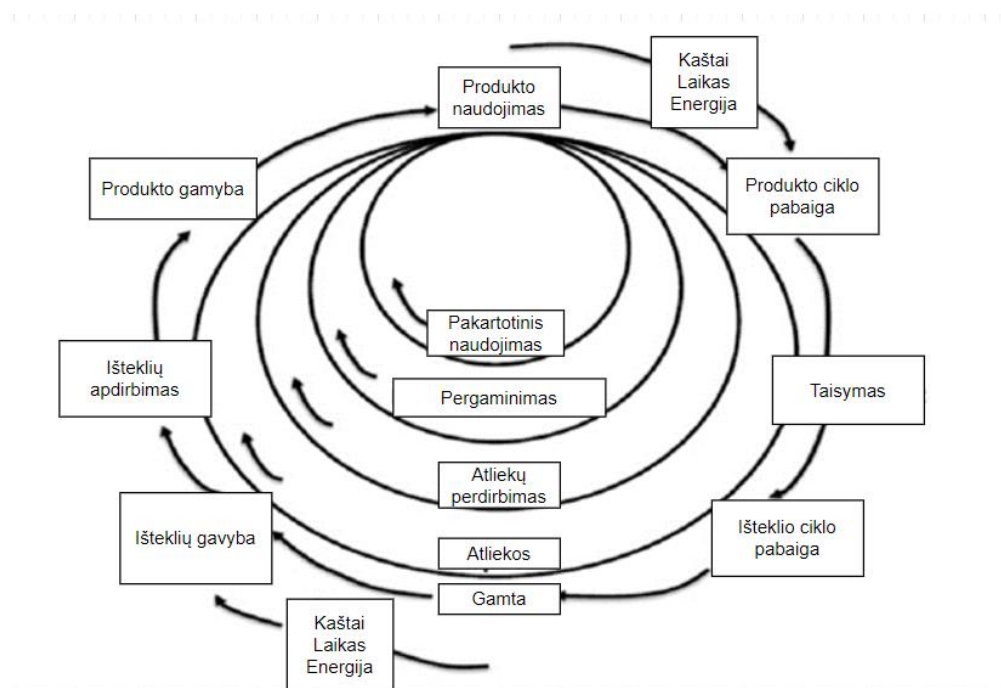 Kaštai
Laikas
Energija
Produkto
naudojimas
Produkto gamyba
Produkto ciklo
pabaiga
Pakartotinis
naudojimas
Išteklių
apdirbimas
Pergaminimas
Taisymas
Atliekų
perdirbimas
Išteklių gavyba
Išteklio ciklo
pabaiga
Atliekos
Gamta
Kaštai
Laikas
Energija